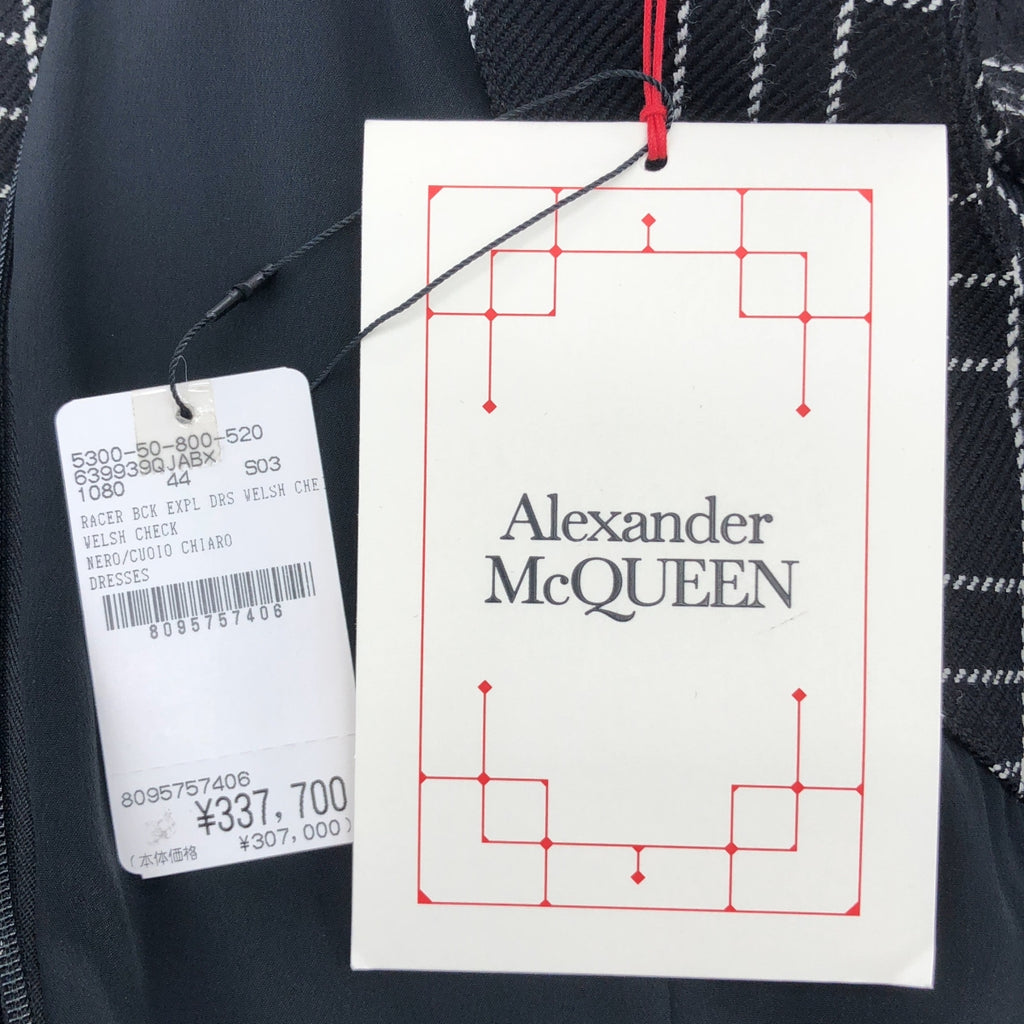 5300-50-800-520
639939QJABX
1080 44 S03
RACER BCK EXPL DRS WELSH CHE
WELSH CHECK
NERO/CUOIO CHIARO
DRESSES
8095757406
8095757406
¥337,700
(本体価格 ¥307,000)
Alexander
McQUEEN